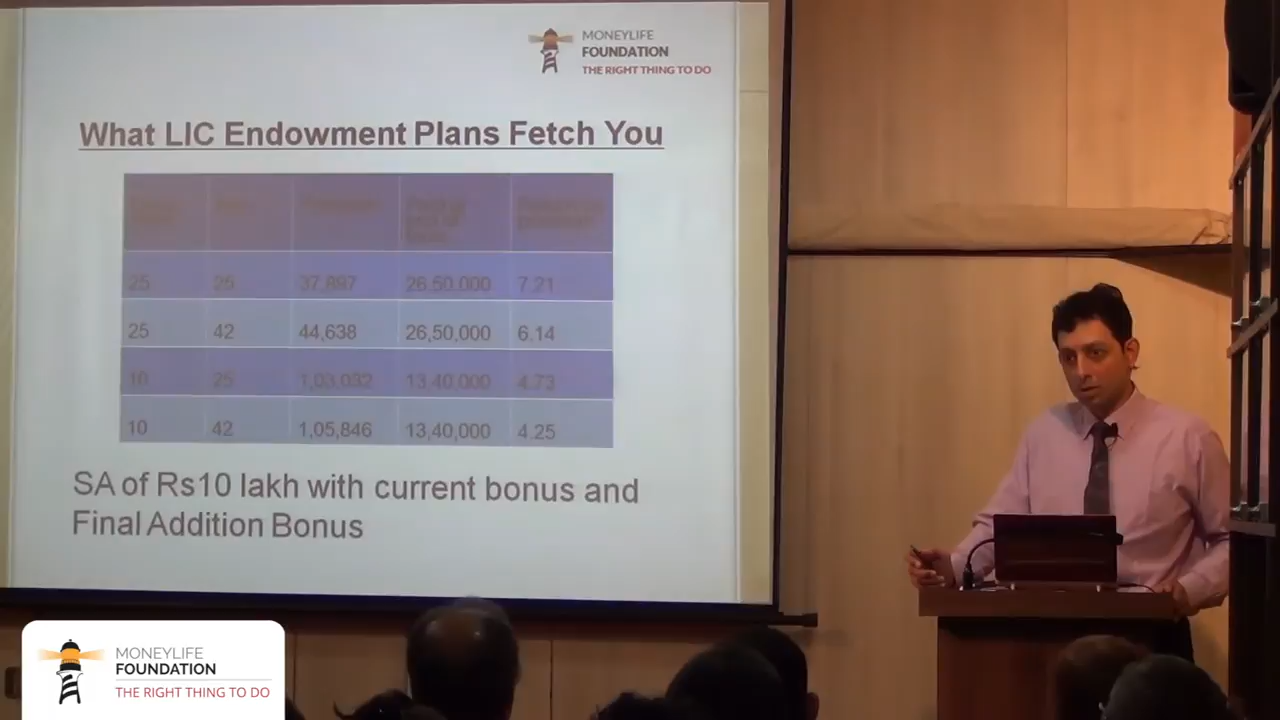 MONEYLIFE
FOUNDATION
THE RIGHT THING TO DO
What LIC Endowment Plans Fetch You
25 25 37,897 26,50,000 7.21
25 42 44,638 26,50,000 6.14
10 25 1,03,032 13,40,000 4.73
10 42 1,05,846 13,40,000 4.25
SA of Rs10 lakh with current bonus and
Final Addition Bonus
MONEYLIFE
FOUNDATION
THE RIGHT THING TO DO